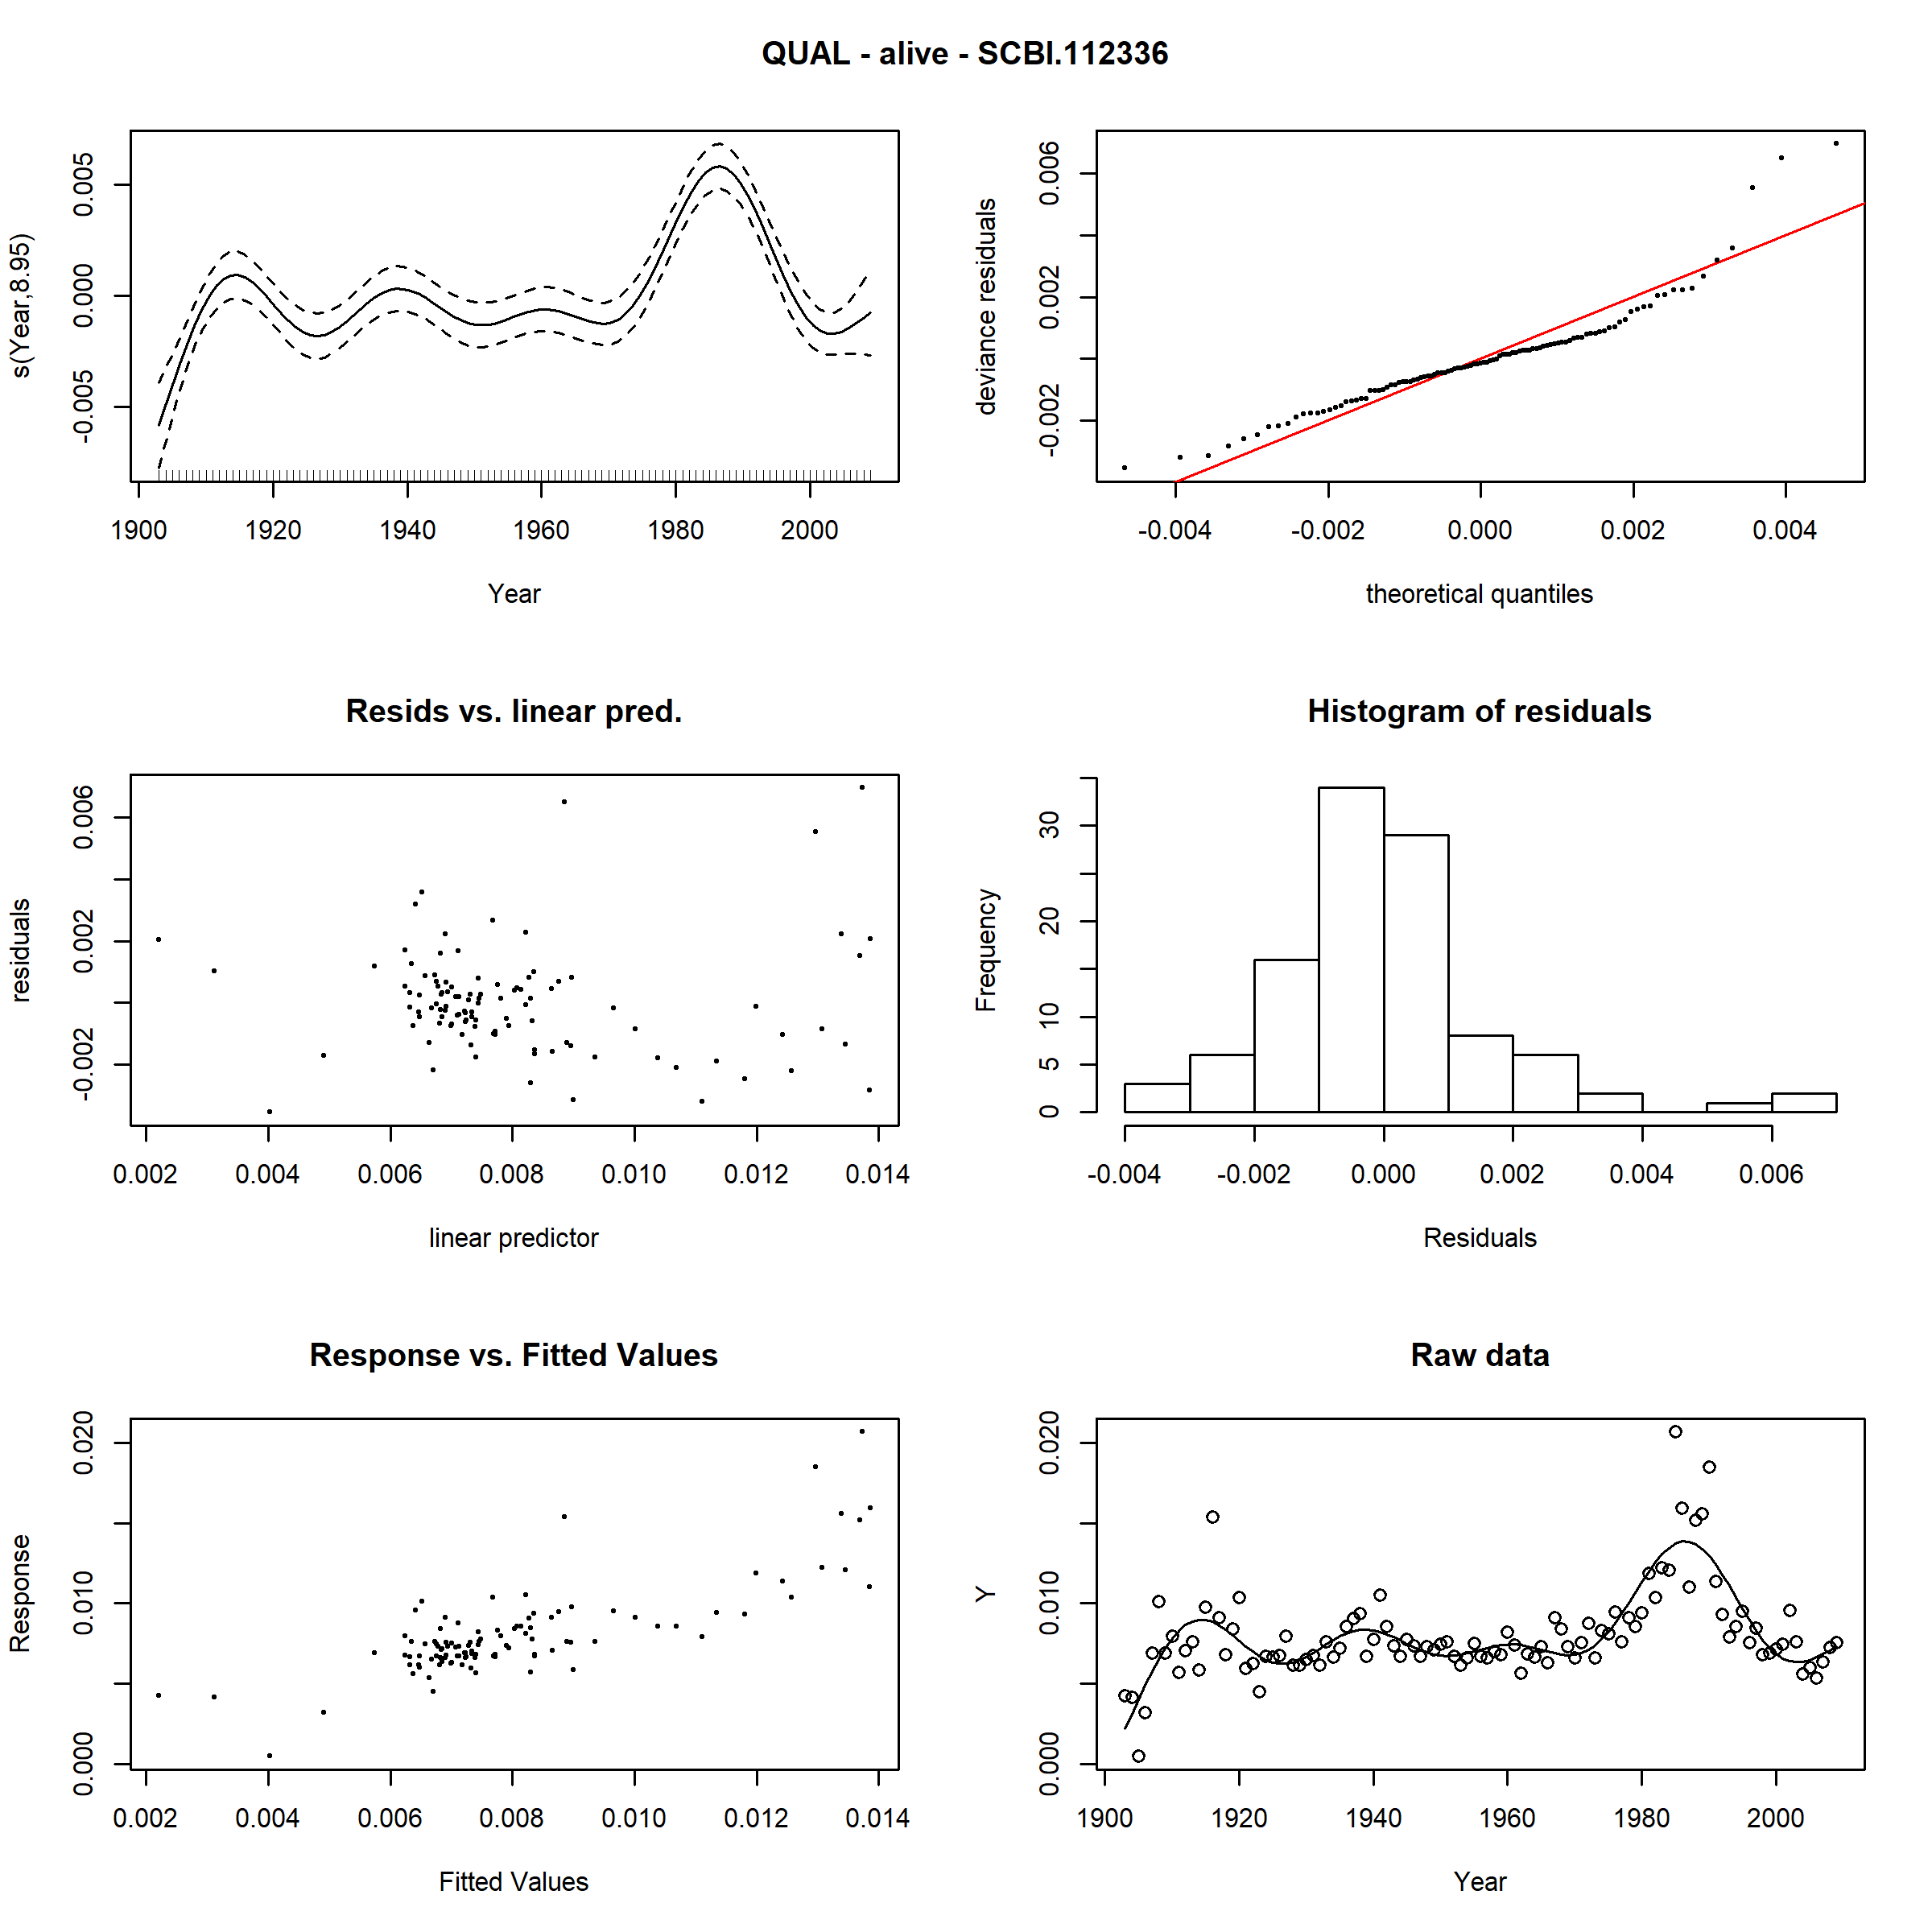 QUAL - alive - SCBI.112336
s(Year,8.95)
0.005
0.000
-0.005
1900 1920 1940 1960 1980 2000
Year
deviance residuals
0.006
0.002
-0.002
-0.004 -0.002 0.000 0.002 0.004
theoretical quantiles
Resids vs. linear pred.
residuals
0.006
0.002
-0.002
0.002 0.004 0.006 0.008 0.010 0.012 0.014
linear predictor
Histogram of residuals
Frequency
30
20
10
5
0
-0.004 -0.002 0.000 0.002 0.004 0.006
Residuals
Response vs. Fitted Values
Response
0.020
0.010
0.000
0.002 0.004 0.006 0.008 0.010 0.012 0.014
Fitted Values
Raw data
Y
0.020
0.010
0.000
1900 1920 1940 1960 1980 2000
Year